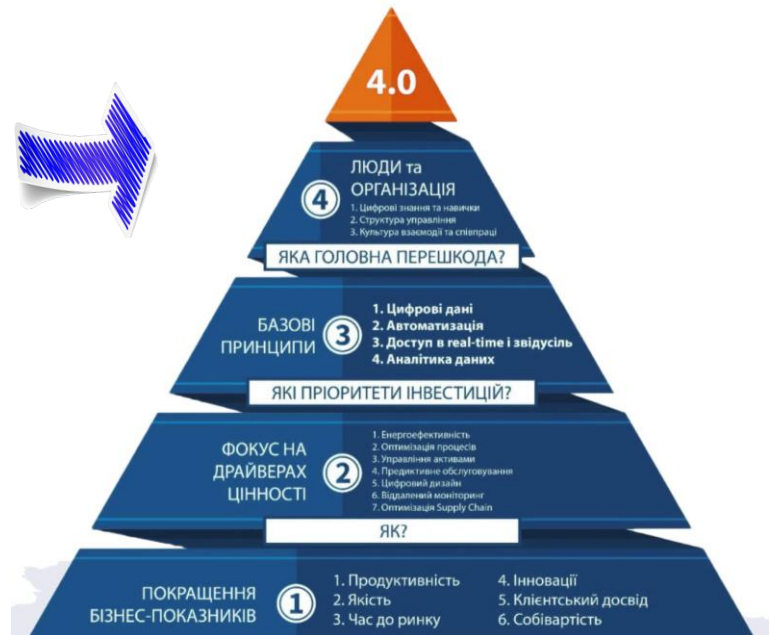 4.0
ЛЮДИ та
ОРГАНІЗАЦІЯ
4
1. Цифрові знання та навички
2. Структура управління
3. Культура взаємодії та співпраці
ЯКА ГОЛОВНА ПЕРЕШКОДА?
БАЗОВІ
ПРИНЦИПИ
3
1. Цифрові дані
2. Автоматизація
3. Доступ в real-time і звідусіль
4. Аналітика даних
ЯКІ ПРІОРИТЕТИ ІНВЕСТИЦІЙ?
ФОКУС НА
ДРАЙВЕРАХ
ЦІННОСТІ
2
1. Енергоефективність
2. Оптимізація процесів
3. Управління активами
4. Предиктивне обслуговування
5. Цифровий дизайн
6. Віддалений моніторинг
7. Оптимізація Supply Chain
ЯК?
ПОКРАЩЕННЯ
БІЗНЕС-ПОКАЗНИКІВ
1
1. Продуктивність
2. Якість
3. Час до ринку
4. Інновації
5. Клієнтський досвід
6. Собівартість